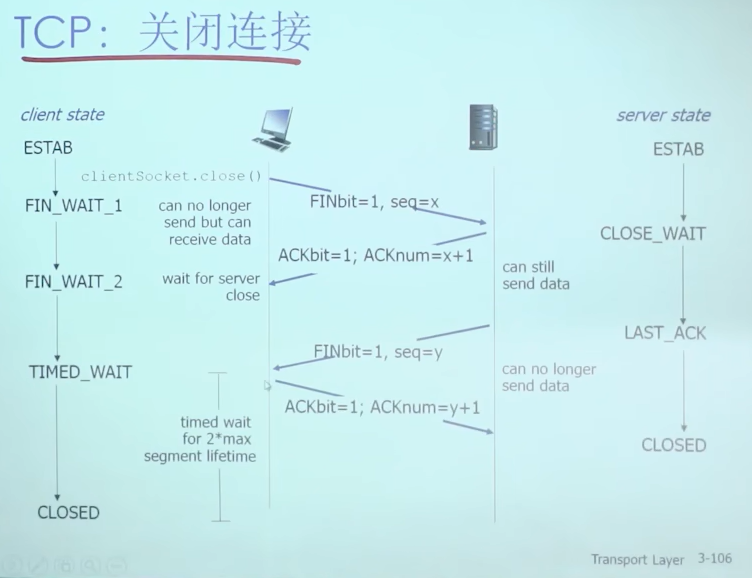 TCP：关闭连接
client state
server state
ESTAB
ESTAB
clientSocket.close()
FIN_WAIT_1
can no longer
send but can
receive data
FINbit=1, seq=x
CLOSE_WAIT
ACKbit=1; ACKnum=x+1
FIN_WAIT_2
wait for server
close
can still
send data
LAST_ACK
FINbit=1, seq=y
TIMED_WAIT
can no longer
send data
ACKbit=1; ACKnum=y+1
timed wait
for 2*max
segment lifetime
CLOSED
CLOSED
Transport Layer 3-106